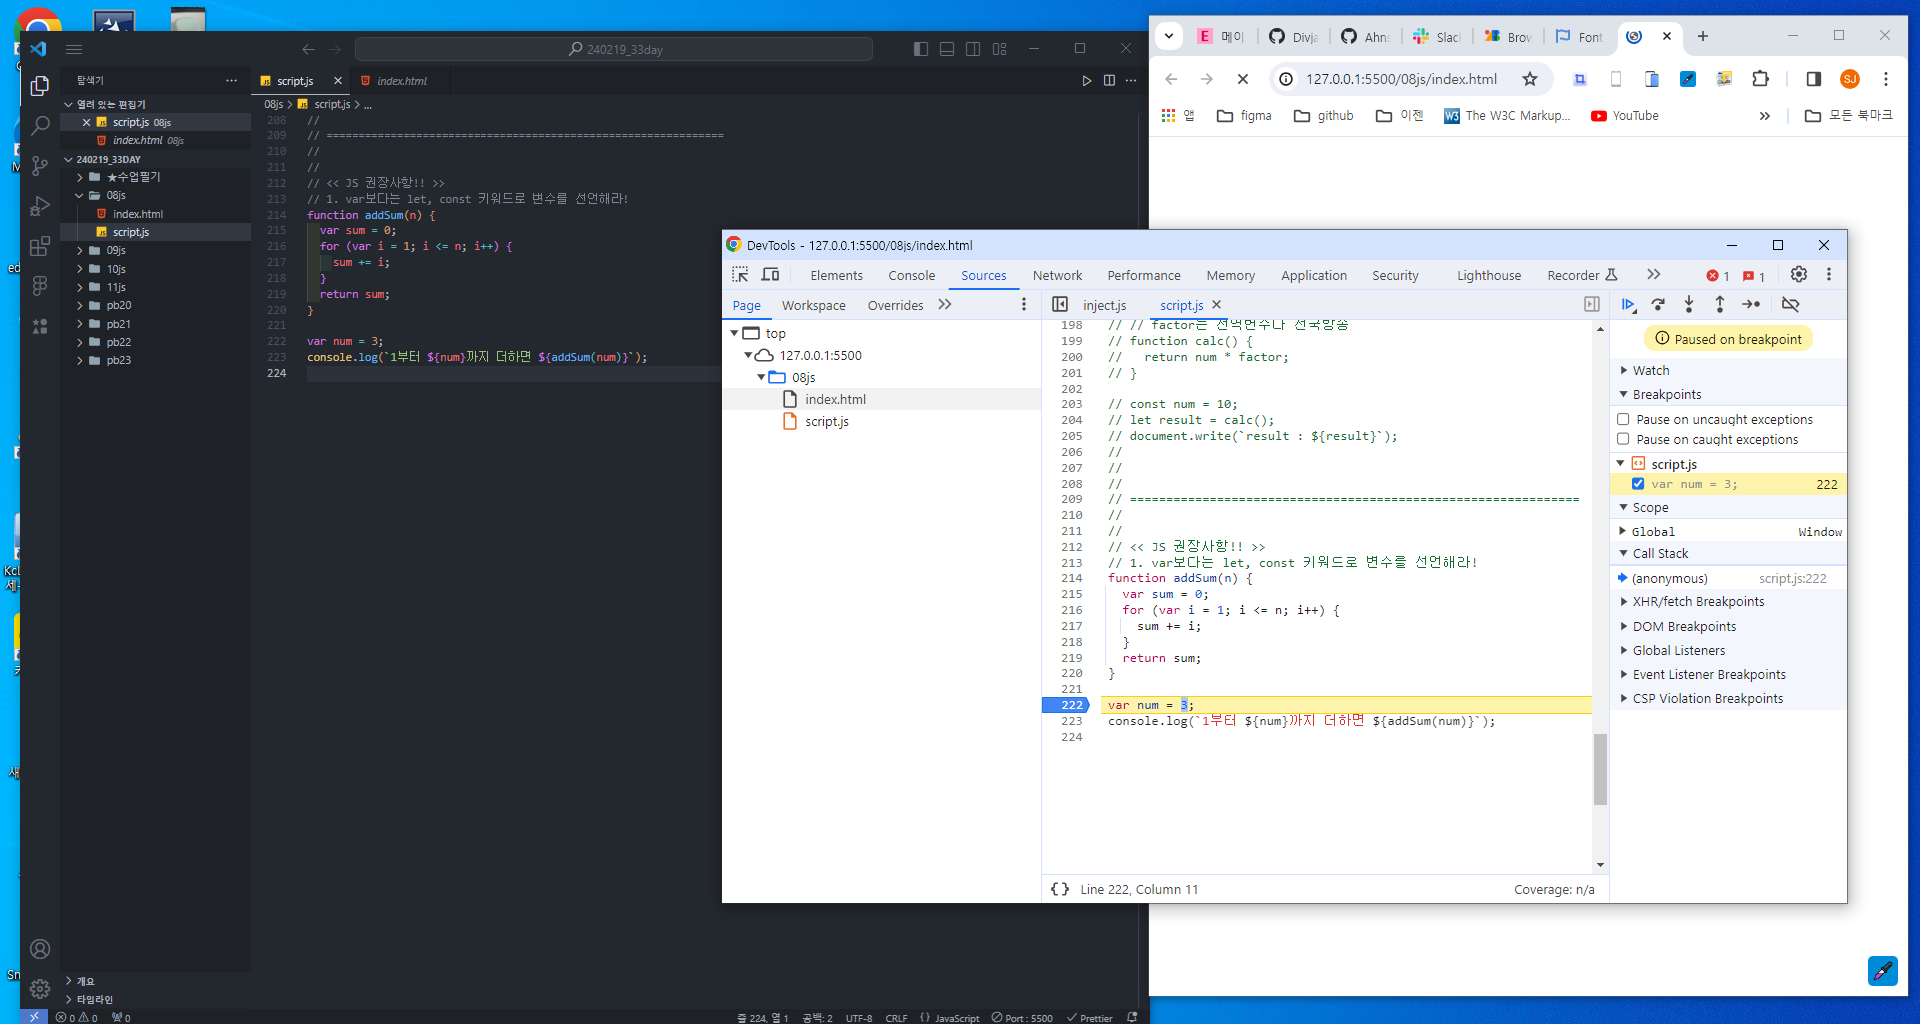 240219_33day
탐색기
열려 있는 편집기
script.js 08js
index.html 08js
240219_33DAY
★수업필기
08js
index.html
script.js
09js
10js
11js
pb20
pb21
pb22
pb23
개요
타임라인
script.js
index.html
08js > script.js > ...
208 //
209 // ==============================================================
210 //
211 //
212 // << JS 권장사항!! >>
213 // 1. var보다는 let, const 키워드로 변수를 선언해라!
214 function addSum(n) {
215 var sum = 0;
216 for (var i = 1; i <= n; i++) {
217 sum += i;
218 }
219 return sum;
220 }
221
222 var num = 3;
223 console.log(`1부터 ${num}까지 더하면 ${addSum(num)}`);
224
0 0 0
줄 224, 열 1 공백: 2 UTF-8 CRLF {} JavaScript Port : 5500 Prettier
메이 Divja Ahns Slac Brow Font
127.0.0.1:5500/08js/index.html
SJ
앱 figma github 이젠 The W3C Markup... YouTube » 모든 북마크
DevTools - 127.0.0.1:5500/08js/index.html
Elements Console Sources Network Performance Memory Application Security Lighthouse Recorder 1 1
Page Workspace Overrides
inject.js script.js
top
127.0.0.1:5500
08js
index.html
script.js
198 // // factor는 전역변수다 전국방송
199 // function calc() {
200 //   return num * factor;
201 // }
202
203 // const num = 10;
204 // let result = calc();
205 // document.write(`result : ${result}`);
206 //
207 //
208 //
209 // ==============================================================
210 //
211 //
212 // << JS 권장사항!! >>
213 // 1. var보다는 let, const 키워드로 변수를 선언해라!
214 function addSum(n) {
215 var sum = 0;
216 for (var i = 1; i <= n; i++) {
217 sum += i;
218 }
219 return sum;
220 }
221
222 var num = 3;
223 console.log(`1부터 ${num}까지 더하면 ${addSum(num)}`);
224
{} Line 222, Column 11 Coverage: n/a
Paused on breakpoint
Watch
Breakpoints
Pause on uncaught exceptions
Pause on caught exceptions
script.js
var num = 3; 222
Scope
Global Window
Call Stack
(anonymous) script.js:222
XHR/fetch Breakpoints
DOM Breakpoints
Global Listeners
Event Listener Breakpoints
CSP Violation Breakpoints